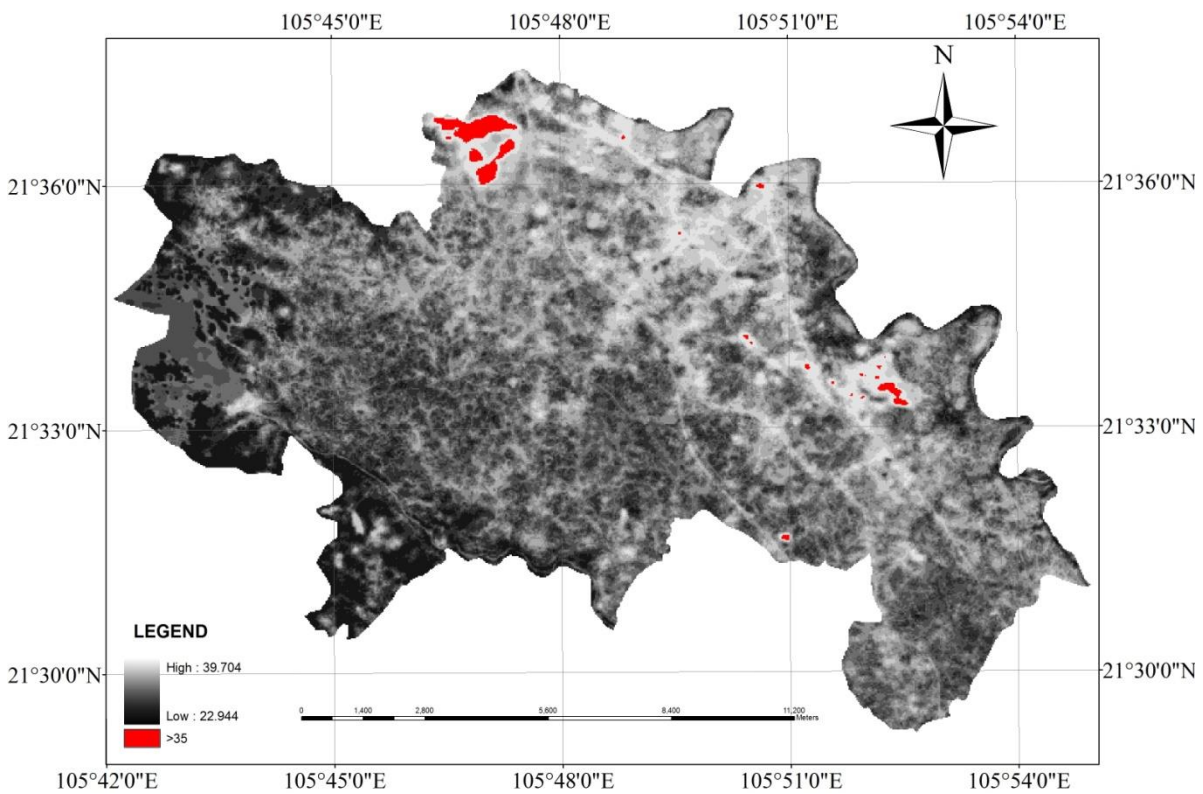 105°45'0"E 105°48'0"E 105°51'0"E 105°54'0"E
N
21°36'0"N 21°36'0"N
21°33'0"N 21°33'0"N
LEGEND
High : 39.704
Low : 22.944
>35
0 1,400 2,800 5,600 8,400 11,200
Meters
21°30'0"N 21°30'0"N
105°42'0"E 105°45'0"E 105°48'0"E 105°51'0"E 105°54'0"E